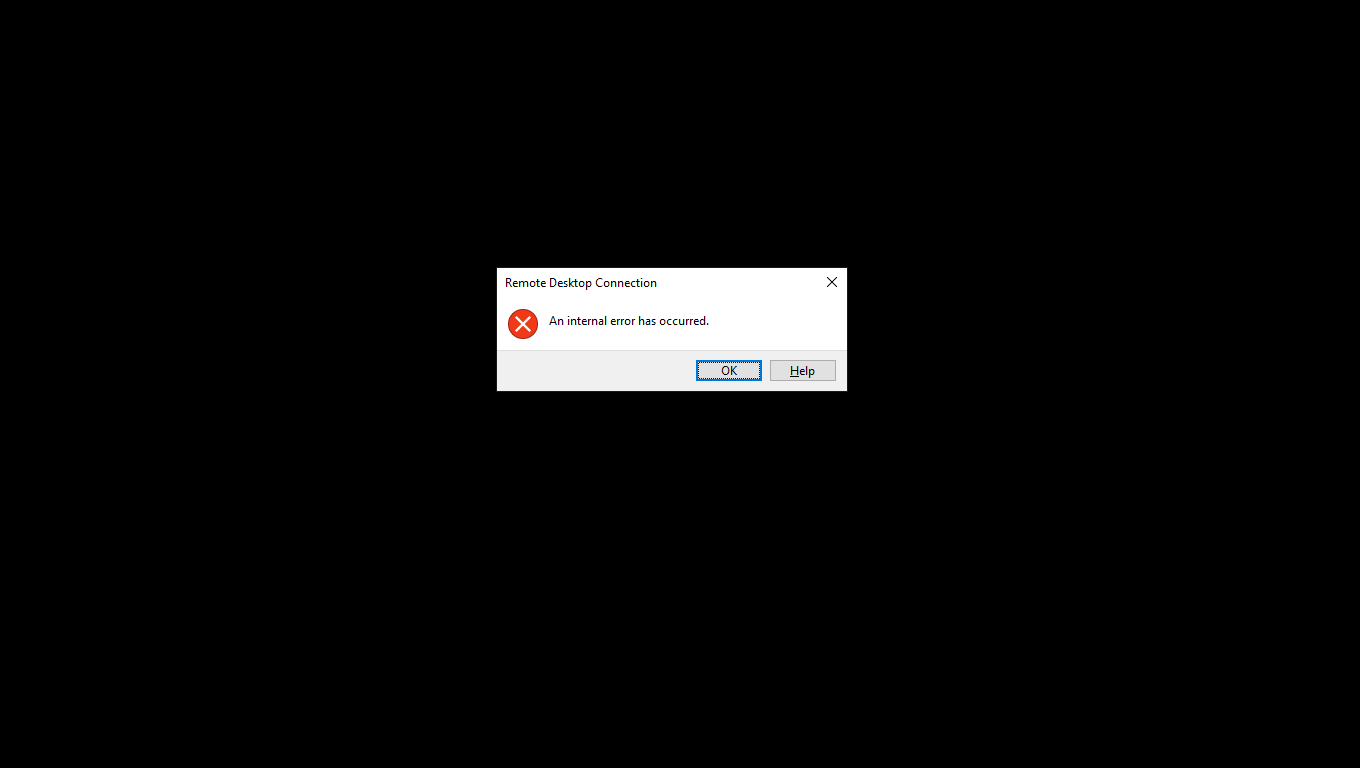 Remote Desktop Connection
An internal error has occurred.
OK Help